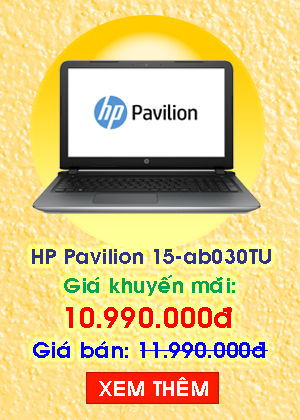 hp Pavilion
HP Pavilion 15-ab030TU
Giá khuyến mãi:
10.990.000đ
Giá bán: 11.990.000đ
XEM THÊM